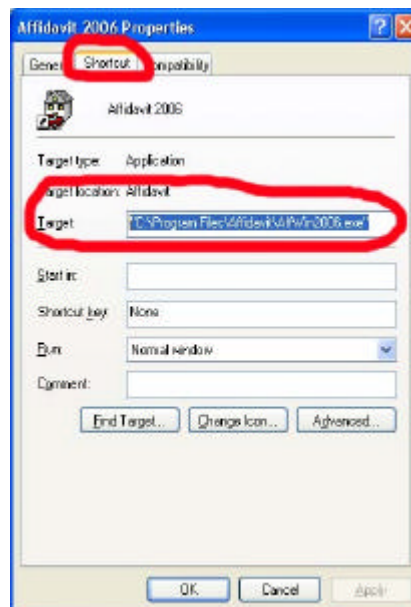 Affidavit 2006 Properties
General Shortcut Compatibility
Affidavit 2006
Target type: Application
Target location: Affidavit
Target: "C:\Program Files\Affidavit\AffWin2006.exe"
Start in:
Shortcut key: None
Run: Normal window
Comment:
Find Target... Change Icon... Advanced...
OK Cancel Apply